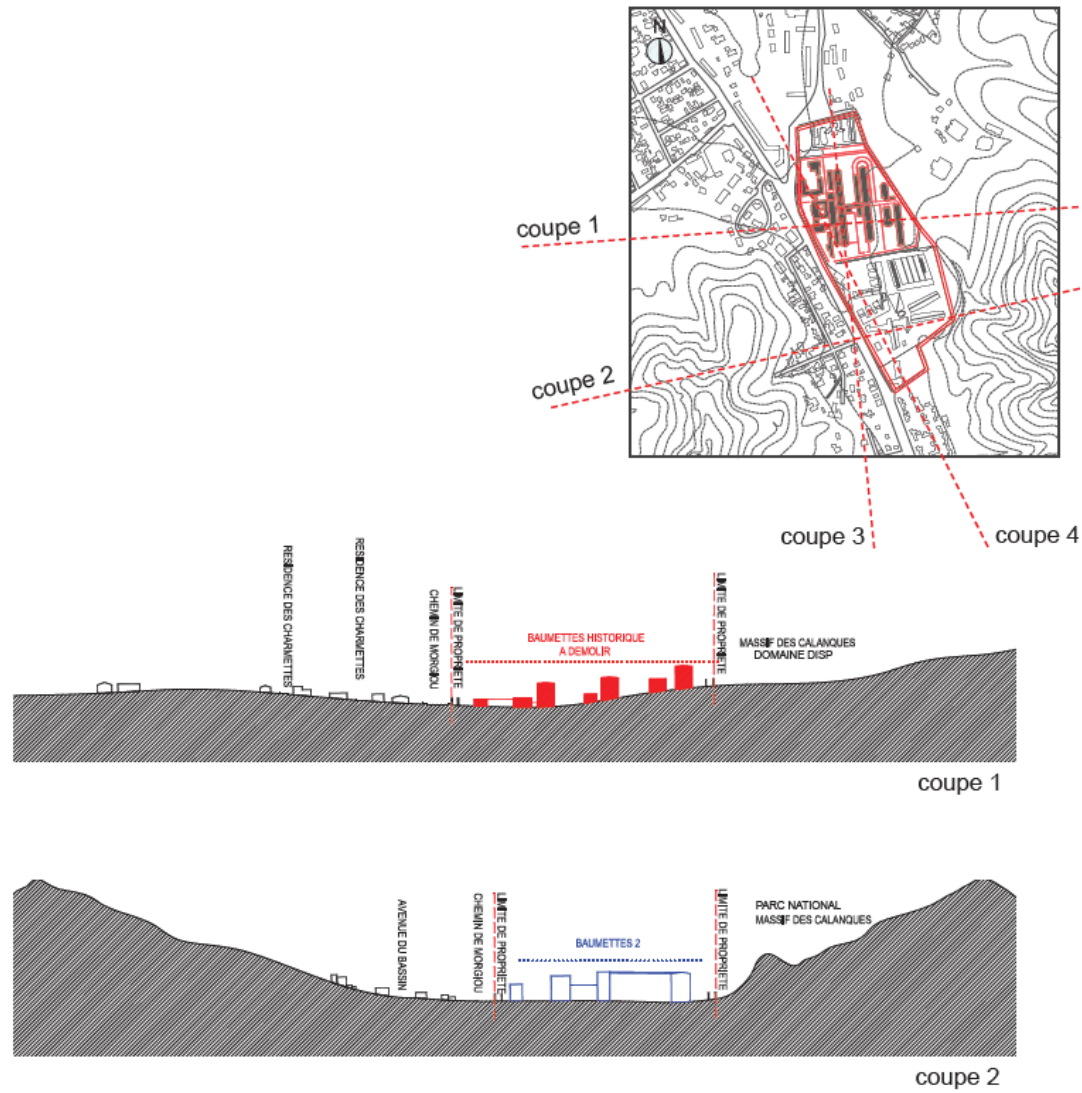 N
coupe 1
coupe 2
coupe 3
coupe 4
RESIDENCE DES CHARMETTES
RESIDENCE DES CHARMETTES
CHEMIN DE MORGIOU
LIMITE DE PROPRIETE
BAUMETTES HISTORIQUE
A DEMOLIR
LIMITE DE PROPRIETE
MASSIF DES CALANQUES
DOMAINE DISP
coupe 1
AVENUE DU BASSIN
CHEMIN DE MORGIOU
LIMITE DE PROPRIETE
BAUMETTES 2
LIMITE DE PROPRIETE
PARC NATIONAL
MASSIF DES CALANQUES
coupe 2